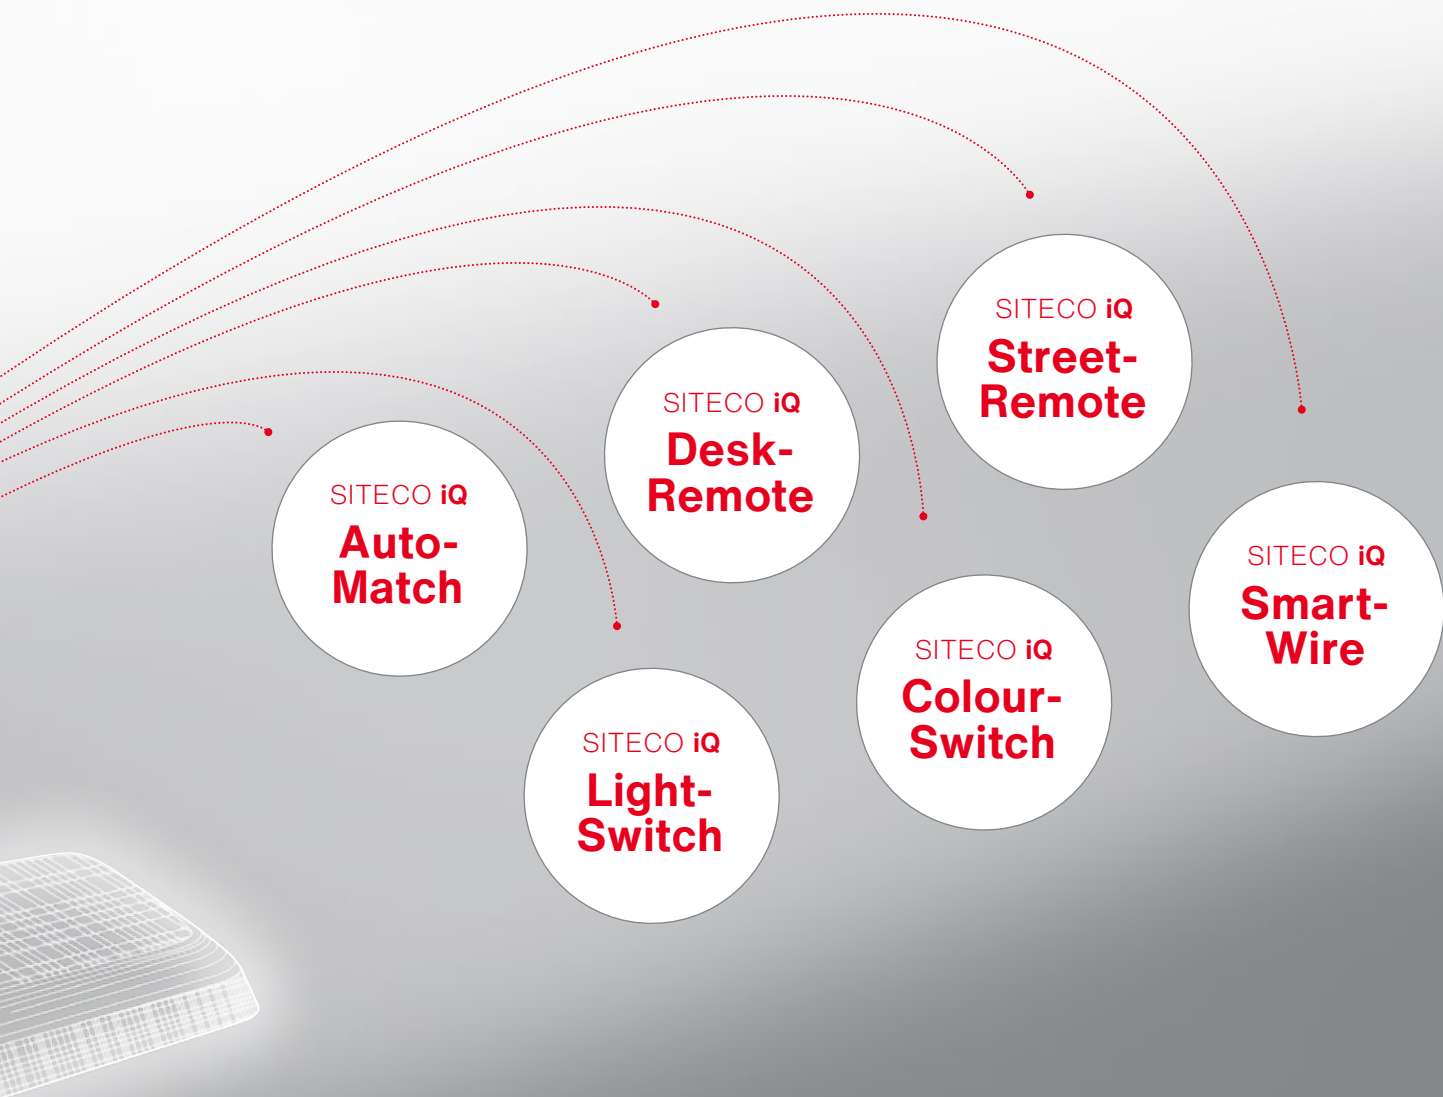 SITECO iQ
Auto-
Match
SITECO iQ
Light-
Switch
SITECO iQ
Desk-
Remote
SITECO iQ
Colour-
Switch
SITECO iQ
Street-
Remote
SITECO iQ
Smart-
Wire